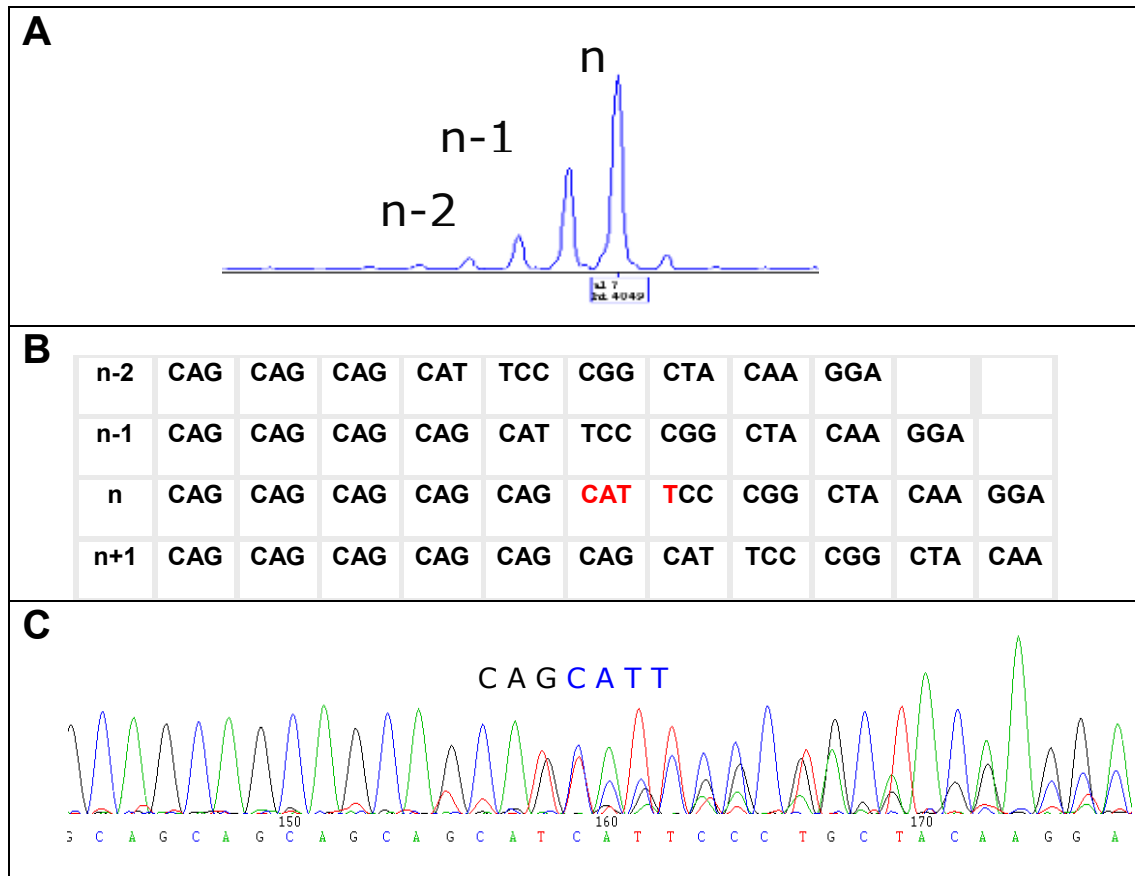 A
n
n-1
n-2
B
n-2 CAG CAG CAG CAT TCC CGG CTA CAA GGA
n-1 CAG CAG CAG CAG CAT TCC CGG CTA CAA GGA
n CAG CAG CAG CAG CAG CAT TCC CGG CTA CAA GGA
n+1 CAG CAG CAG CAG CAG CAG CAT TCC CGG CTA CAA
C
C A G C A T T
150 160 170
C A G C A G C A G C A G C A T C A T T C C C T G C T A C A A G G A